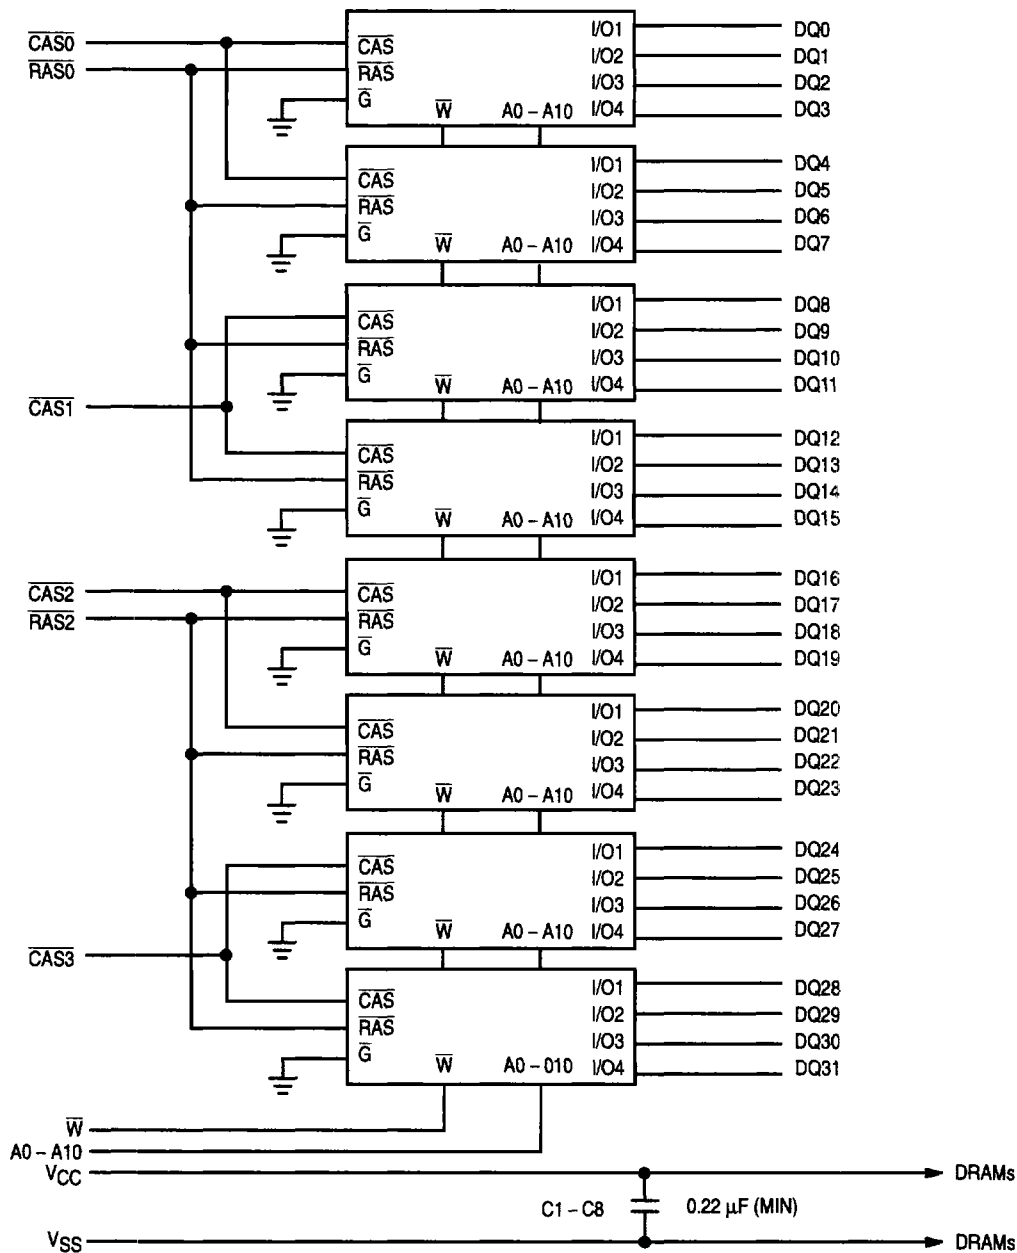 CAS0
RAS0
CAS
RAS
G
W
A0 – A10
I/O1
I/O2
I/O3
I/O4
DQ0
DQ1
DQ2
DQ3
CAS
RAS
G
W
A0 – A10
I/O1
I/O2
I/O3
I/O4
DQ4
DQ5
DQ6
DQ7
CAS1
CAS
RAS
G
W
A0 – A10
I/O1
I/O2
I/O3
I/O4
DQ8
DQ9
DQ10
DQ11
CAS
RAS
G
W
A0 – A10
I/O1
I/O2
I/O3
I/O4
DQ12
DQ13
DQ14
DQ15
CAS2
RAS2
CAS
RAS
G
W
A0 – A10
I/O1
I/O2
I/O3
I/O4
DQ16
DQ17
DQ18
DQ19
CAS
RAS
G
W
A0 – A10
I/O1
I/O2
I/O3
I/O4
DQ20
DQ21
DQ22
DQ23
CAS3
CAS
RAS
G
W
A0 – A10
I/O1
I/O2
I/O3
I/O4
DQ24
DQ25
DQ26
DQ27
CAS
RAS
G
W
A0 – 010
I/O1
I/O2
I/O3
I/O4
DQ28
DQ29
DQ30
DQ31
W
A0 – A10
VCC
DRAMs
C1 – C8 0.22 µF (MIN)
VSS
DRAMs